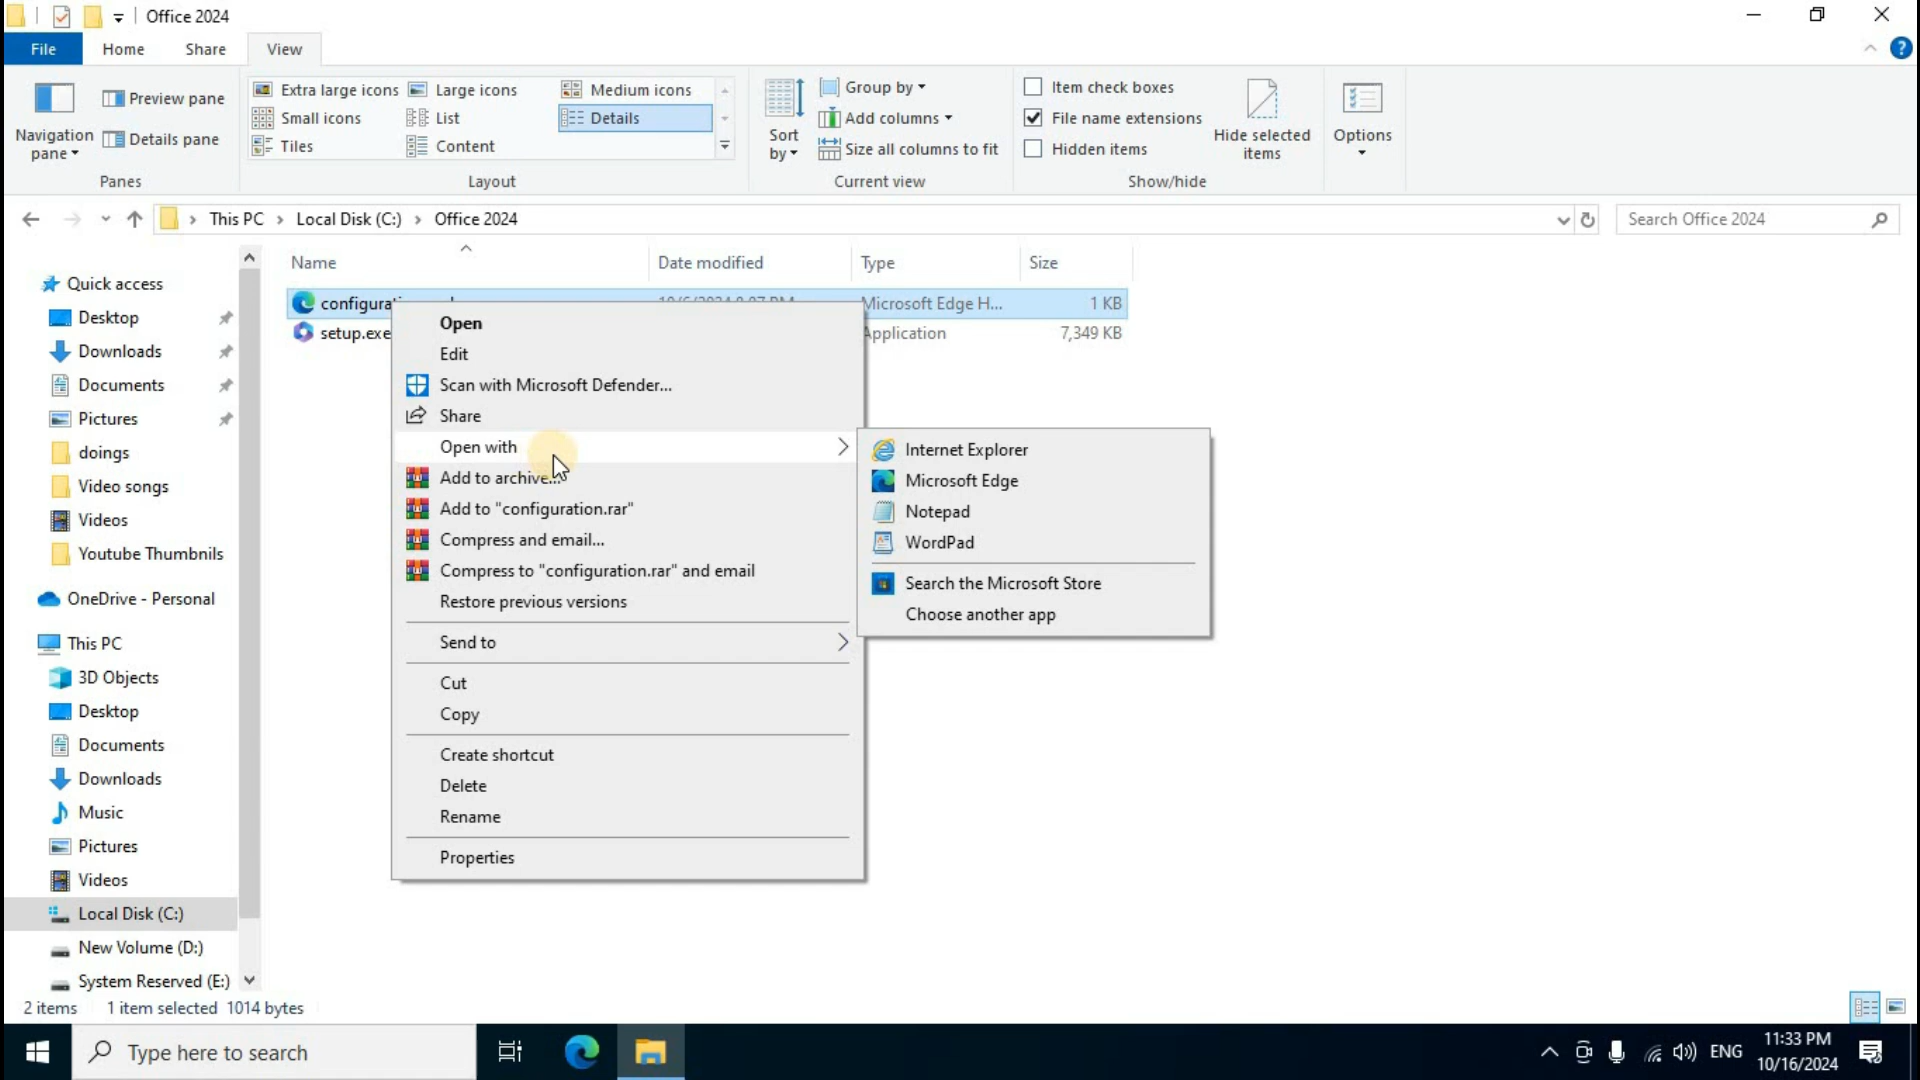 Office 2024
File Home Share View
Navigation pane
Preview pane
Details pane
Panes
Extra large icons Large icons Medium icons
Small icons List Details
Tiles Content
Layout
Sort by
Group by
Add columns
Size all columns to fit
Current view
Item check boxes
File name extensions
Hidden items
Hide selected items
Show/hide
Options
This PC > Local Disk (C:) > Office 2024
Search Office 2024
Name Date modified Type Size
Microsoft Edge H... 1 KB
setup.exe Application 7,349 KB
Quick access
Desktop
Downloads
Documents
Pictures
doings
Video songs
Videos
Youtube Thumbnils
OneDrive - Personal
This PC
3D Objects
Desktop
Documents
Downloads
Music
Pictures
Videos
Local Disk (C:)
New Volume (D:)
System Reserved (E:)
Open
Edit
Scan with Microsoft Defender...
Share
Open with
Add to archive...
Add to "configuration.rar"
Compress and email...
Compress to "configuration.rar" and email
Restore previous versions
Send to
Cut
Copy
Create shortcut
Delete
Rename
Properties
Internet Explorer
Microsoft Edge
Notepad
WordPad
Search the Microsoft Store
Choose another app
2 items 1 item selected 1014 bytes
Type here to search
ENG
11:33 PM
10/16/2024